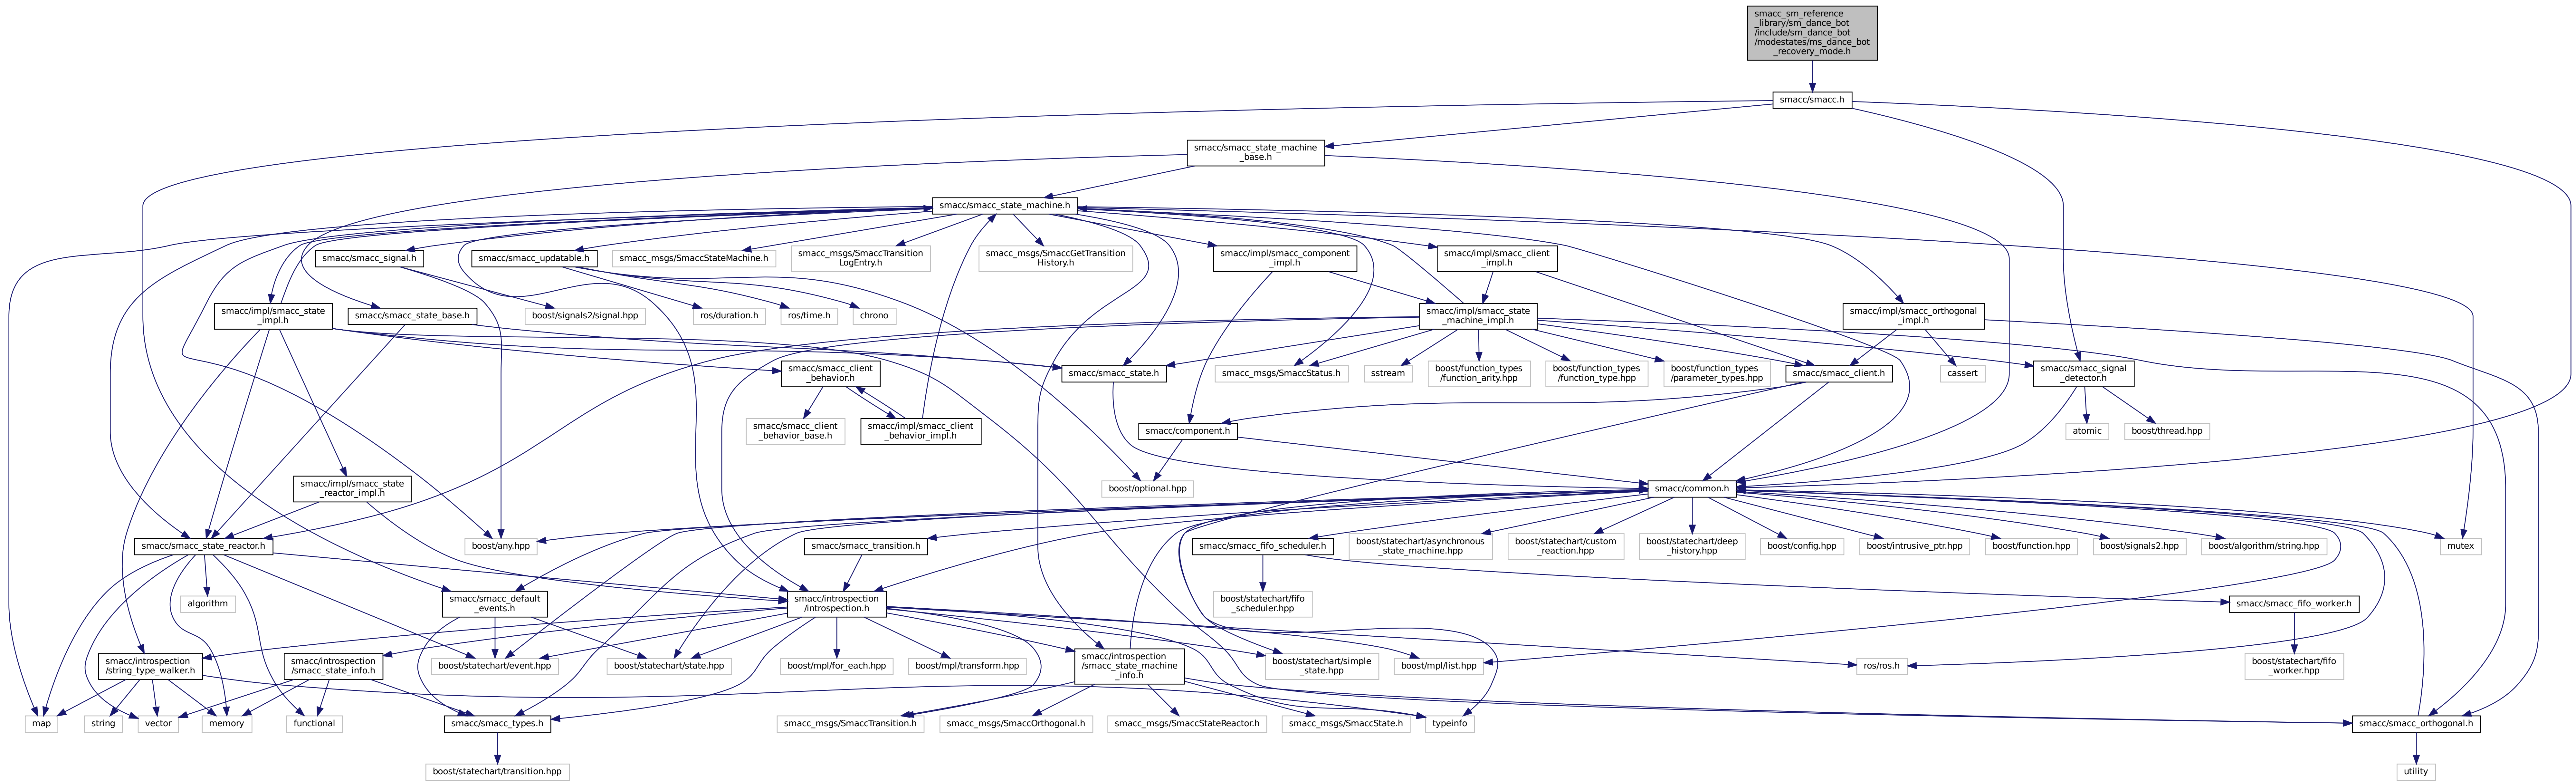 smacc_sm_reference
_library/sm_dance_bot
/include/sm_dance_bot
/modestates/ms_dance_bot
_recovery_mode.h
smacc/smacc.h
smacc/smacc_state_machine
_base.h
smacc/smacc_state_machine.h
smacc/smacc_signal.h
smacc/smacc_updatable.h
smacc_msgs/SmaccStateMachine.h
smacc_msgs/SmaccTransition
LogEntry.h
smacc_msgs/SmaccGetTransition
History.h
smacc/impl/smacc_component
_impl.h
smacc/impl/smacc_client
_impl.h
smacc/impl/smacc_state
_impl.h
smacc/smacc_state_base.h
boost/signals2/signal.hpp
ros/duration.h
ros/time.h
chrono
smacc/impl/smacc_state
_machine_impl.h
smacc/impl/smacc_orthogonal
_impl.h
smacc/smacc_client
_behavior.h
smacc/smacc_state.h
smacc_msgs/SmaccStatus.h
sstream
boost/function_types
/function_arity.hpp
boost/function_types
/function_type.hpp
boost/function_types
/parameter_types.hpp
smacc/smacc_client.h
cassert
smacc/smacc_signal
_detector.h
smacc/smacc_client
_behavior_base.h
smacc/impl/smacc_client
_behavior_impl.h
smacc/component.h
atomic
boost/thread.hpp
smacc/impl/smacc_state
_reactor_impl.h
boost/optional.hpp
smacc/common.h
smacc/smacc_state_reactor.h
boost/any.hpp
smacc/smacc_transition.h
smacc/smacc_fifo_scheduler.h
boost/statechart/asynchronous
_state_machine.hpp
boost/statechart/custom
_reaction.hpp
boost/statechart/deep
_history.hpp
boost/config.hpp
boost/intrusive_ptr.hpp
boost/function.hpp
boost/signals2.hpp
boost/algorithm/string.hpp
mutex
algorithm
smacc/smacc_default
_events.h
smacc/introspection
/introspection.h
boost/statechart/fifo
_scheduler.hpp
smacc/smacc_fifo_worker.h
smacc/introspection
/string_type_walker.h
smacc/introspection
/smacc_state_info.h
boost/statechart/event.hpp
boost/statechart/state.hpp
boost/mpl/for_each.hpp
boost/mpl/transform.hpp
smacc/introspection
/smacc_state_machine
_info.h
boost/statechart/simple
_state.hpp
boost/mpl/list.hpp
ros/ros.h
boost/statechart/fifo
_worker.hpp
map
string
vector
memory
functional
smacc/smacc_types.h
smacc_msgs/SmaccTransition.h
smacc_msgs/SmaccOrthogonal.h
smacc_msgs/SmaccStateReactor.h
smacc_msgs/SmaccState.h
typeinfo
smacc/smacc_orthogonal.h
boost/statechart/transition.hpp
utility